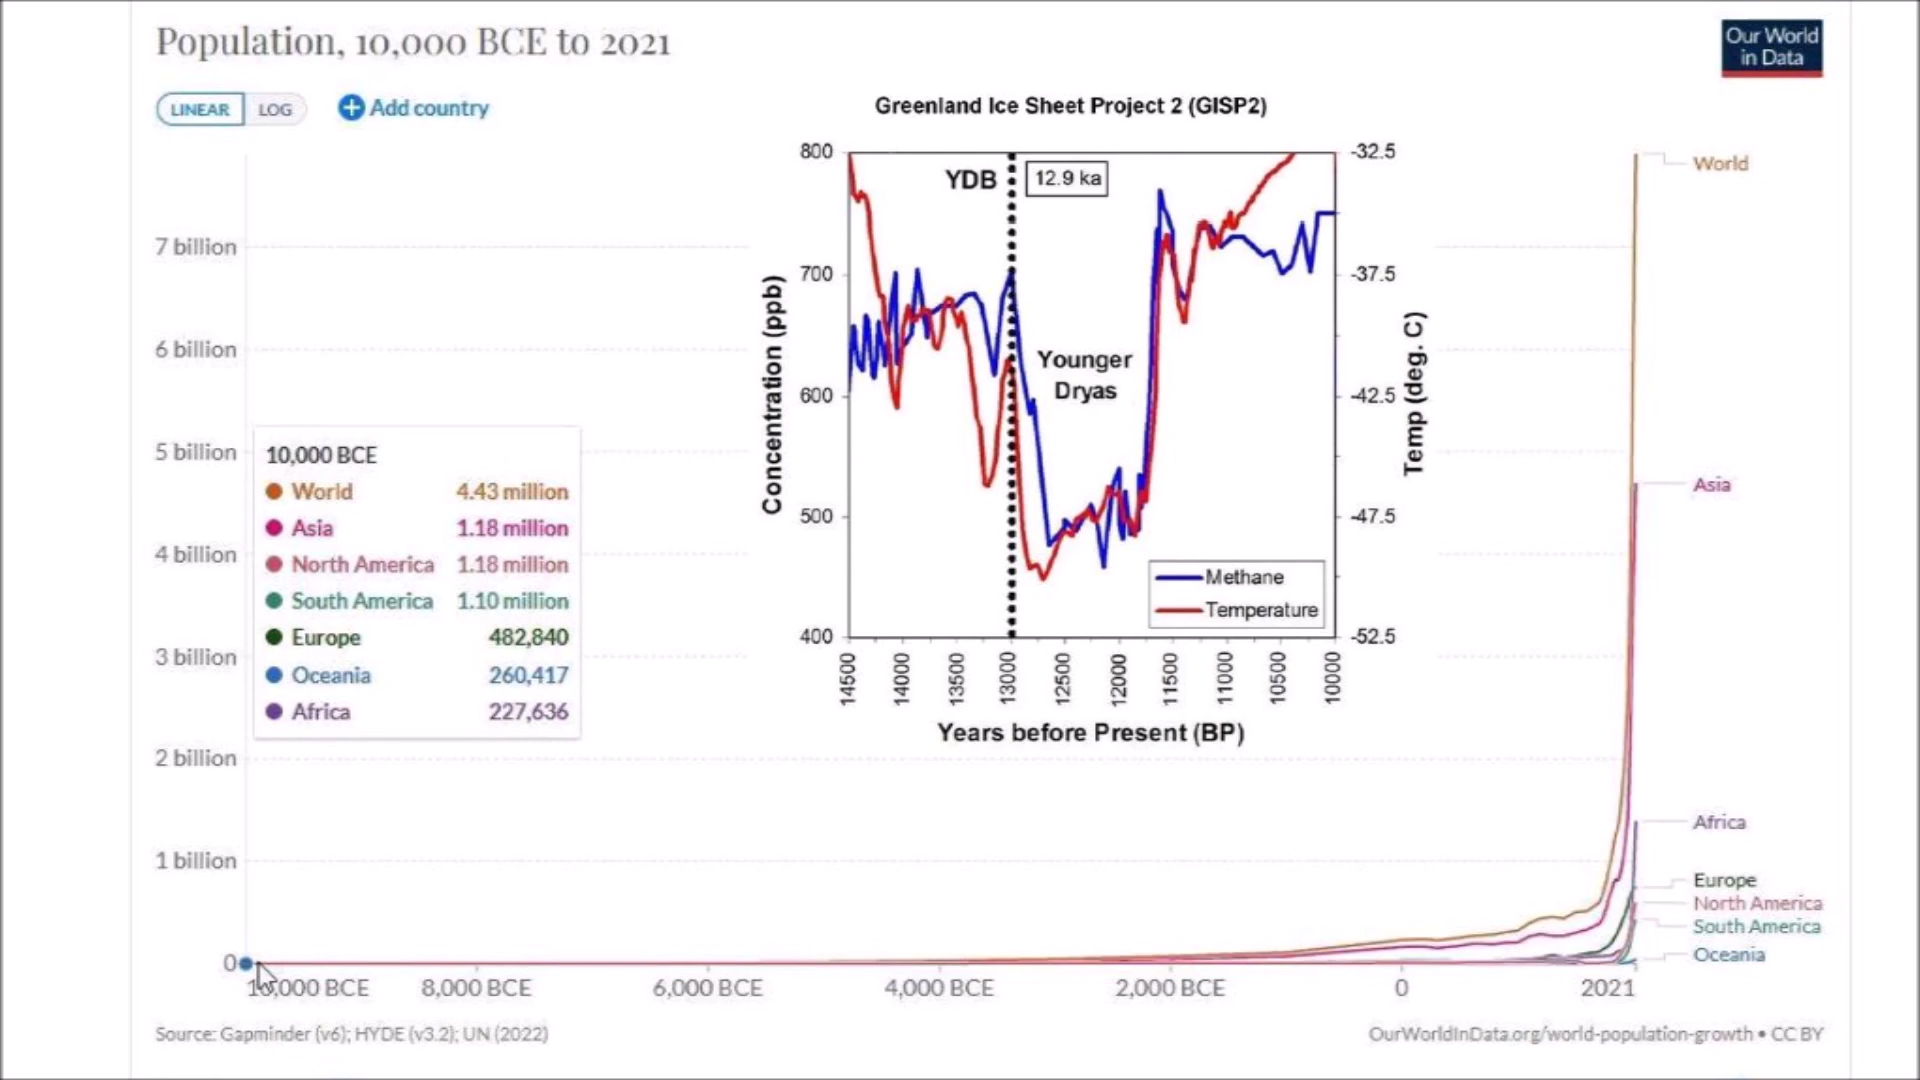 Population, 10,000 BCE to 2021
Our World
in Data
LINEAR
LOG
Add country
Greenland Ice Sheet Project 2 (GISP2)
800
700
600
500
400
Concentration (ppb)
YDB
12.9 ka
Younger
Dryas
Methane
Temperature
-32.5
-37.5
-42.5
-47.5
-52.5
Temp (deg. C)
14500
14000
13500
13000
12500
12000
11500
11000
10500
10000
Years before Present (BP)
7 billion
6 billion
5 billion
4 billion
3 billion
2 billion
1 billion
0
10,000 BCE
World 4.43 million
Asia 1.18 million
North America 1.18 million
South America 1.10 million
Europe 482,840
Oceania 260,417
Africa 227,636
World
Asia
Africa
Europe
North America
South America
Oceania
10,000 BCE
8,000 BCE
6,000 BCE
4,000 BCE
2,000 BCE
0
2021
Source: Gapminder (v6); HYDE (v3.2); UN (2022)
OurWorldInData.org/world-population-growth • CC BY